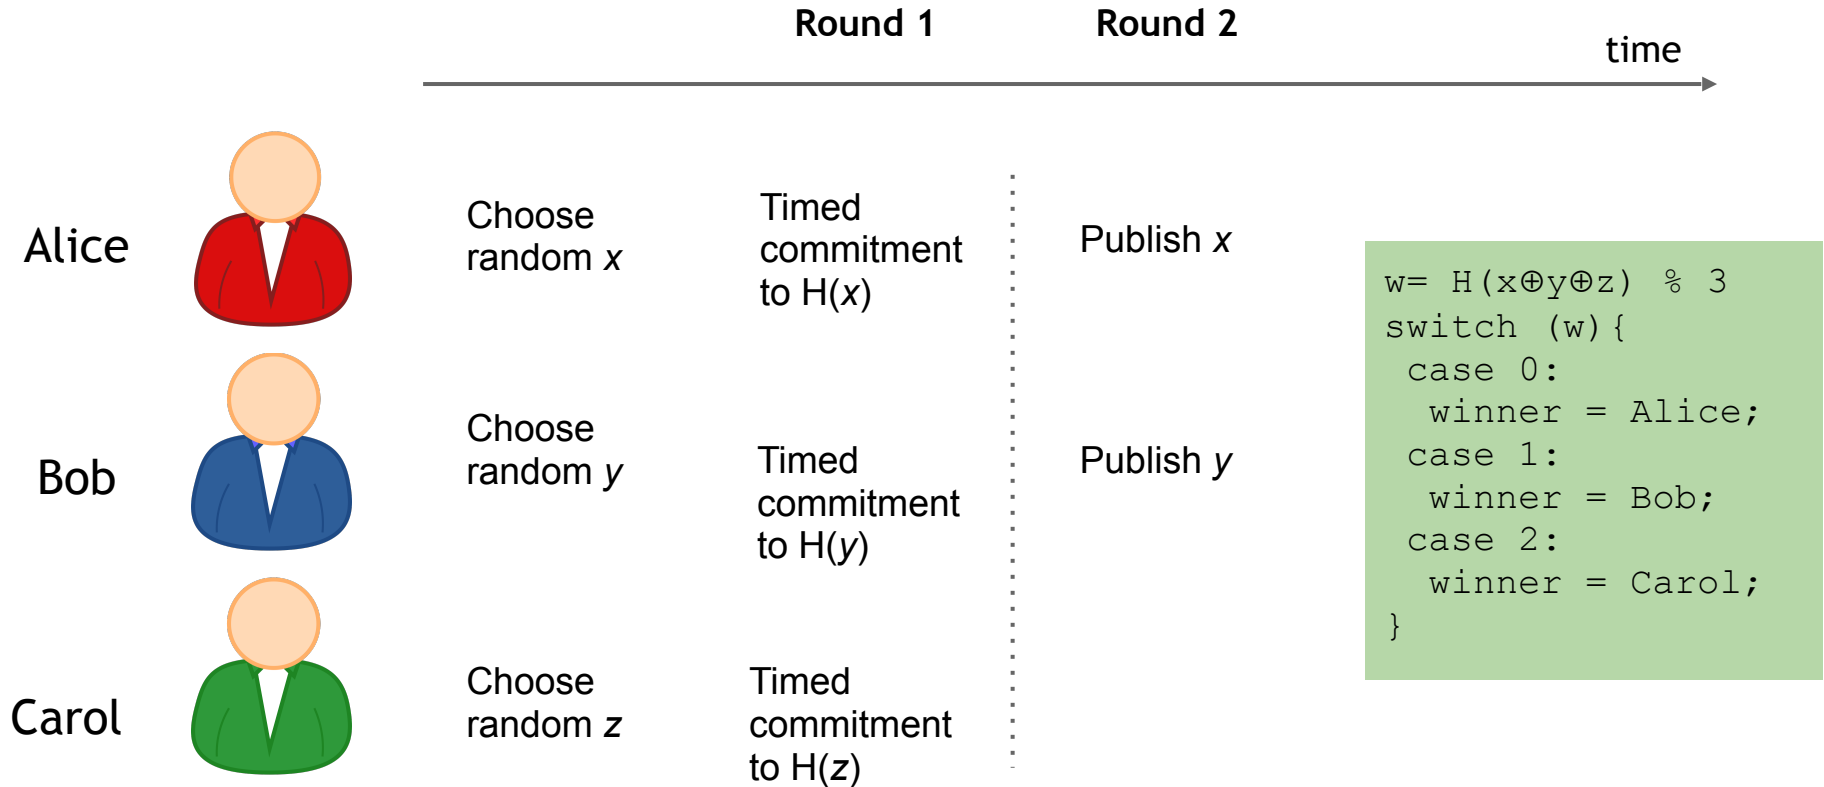 Round 1
Round 2
time
Alice
Choose
random x
Timed
commitment
to H(x)
Publish x
Bob
Choose
random y
Timed
commitment
to H(y)
Publish y
Carol
Choose
random z
Timed
commitment
to H(z)
w= H(x⊕y⊕z) % 3
switch (w){
case 0:
winner = Alice;
case 1:
winner = Bob;
case 2:
winner = Carol;
}